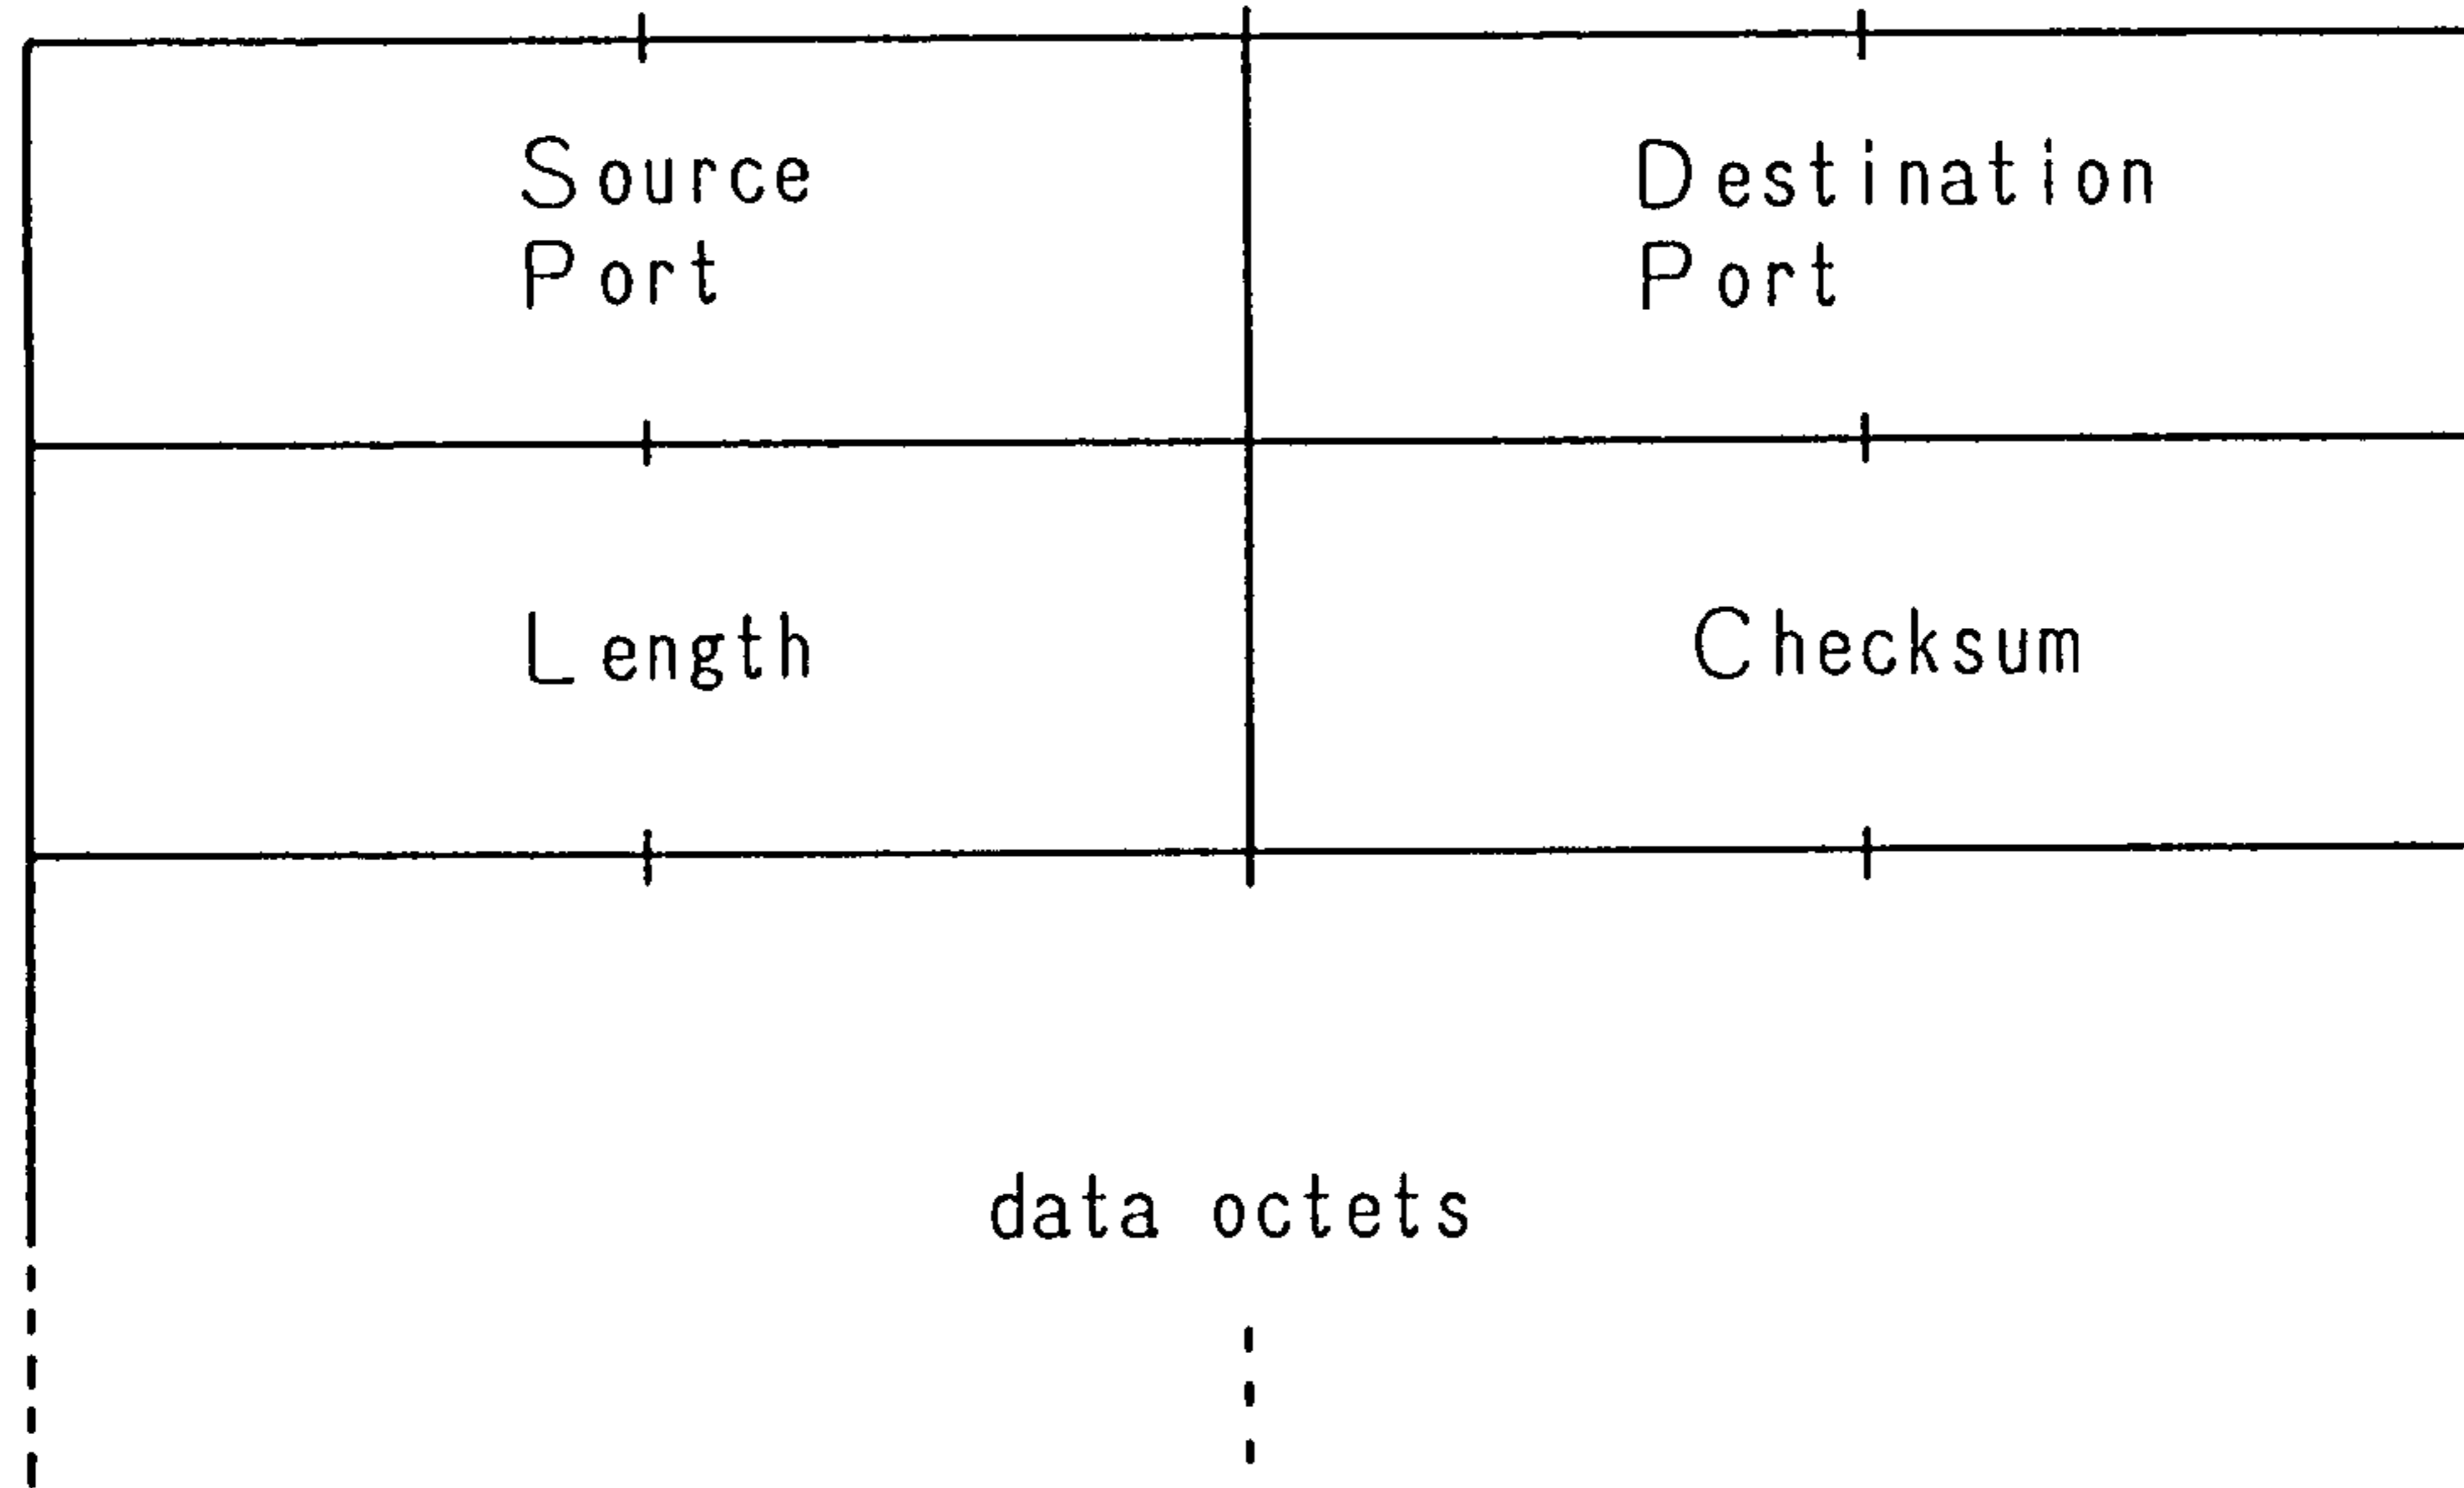 Source
Port
Destination
Port
Length
Checksum
data octets